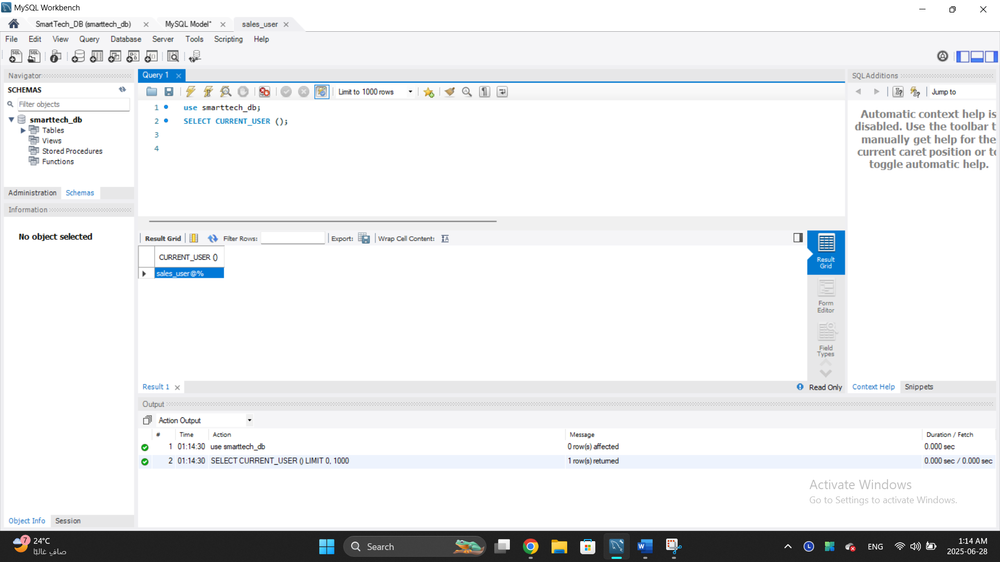 MySQL Workbench
SmartTech_DB (smarttech_db)
MySQL Model*
sales_user
File Edit View Query Database Server Tools Scripting Help
Navigator
SCHEMAS
Filter objects
smarttech_db
Tables
Views
Stored Procedures
Functions
Administration Schemas
Information
No object selected
Object Info Session
Query 1
Limit to 1000 rows
1 use smarttech_db;
2 SELECT CURRENT_USER ();
3
4
Result Grid Filter Rows: Export: Wrap Cell Content:
CURRENT_USER ()
sales_user@%
Result
Grid
Form
Editor
Field
Types
Result 1
Read Only
SQLAdditions
Jump to
Automatic context help is
disabled. Use the toolbar t
manually get help for the
current caret position or to
toggle automatic help.
Context Help Snippets
Output
Action Output
# Time Action Message Duration / Fetch
1 01:14:30 use smarttech_db 0 row(s) affected 0.000 sec
2 01:14:30 SELECT CURRENT_USER () LIMIT 0, 1000 1 row(s) returned 0.000 sec / 0.000 sec
Activate Windows
Go to Settings to activate Windows.
7
24°C
صافٍ غالبًا
Search
ENG
1:14 AM
2025-06-28